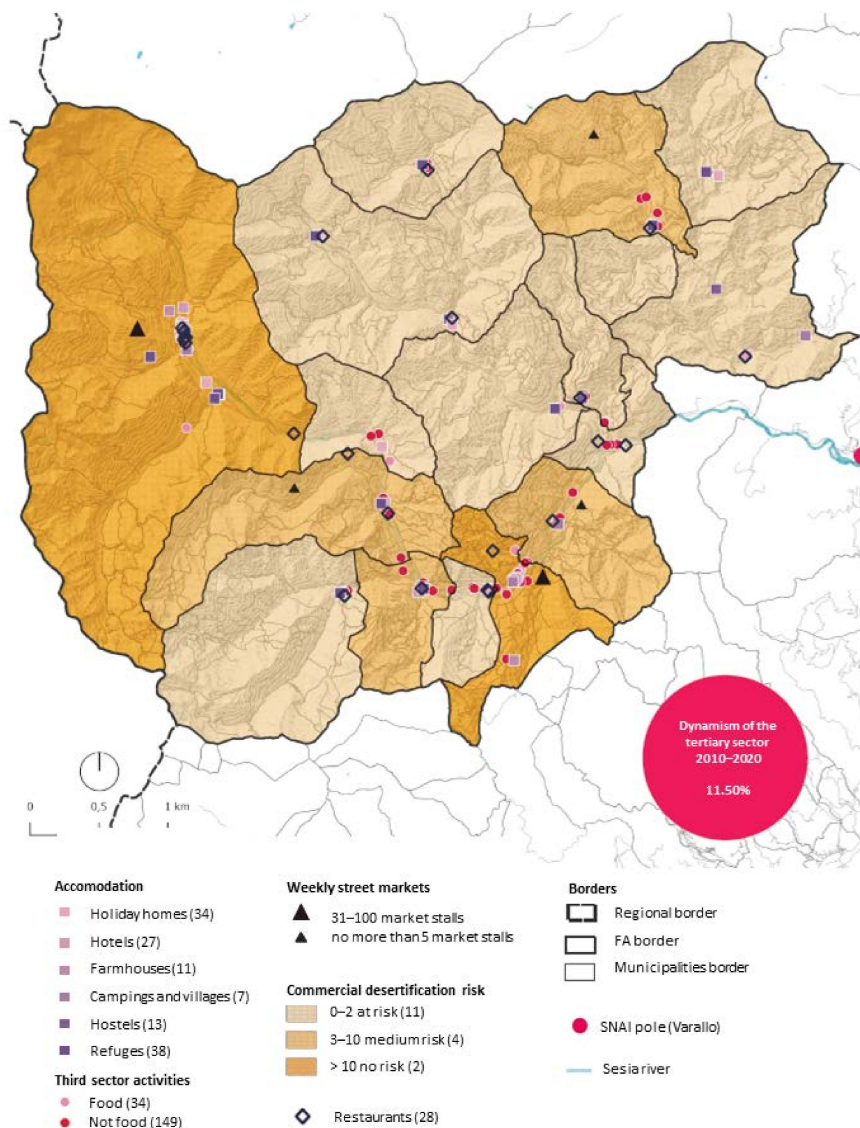 Dynamism of the
tertiary sector
2010–2020
11.50%
0
0,5
1 km
Accomodation
Holiday homes (34)
Hotels (27)
Farmhouses (11)
Campings and villages (7)
Hostels (13)
Refuges (38)
Third sector activities
Food (34)
Not food (149)
Weekly street markets
31–100 market stalls
no more than 5 market stalls
Commercial desertification risk
0–2 at risk (11)
3–10 medium risk (4)
> 10 no risk (2)
Restaurants (28)
Borders
Regional border
FA border
Municipalities border
SNAI pole (Varallo)
Sesia river